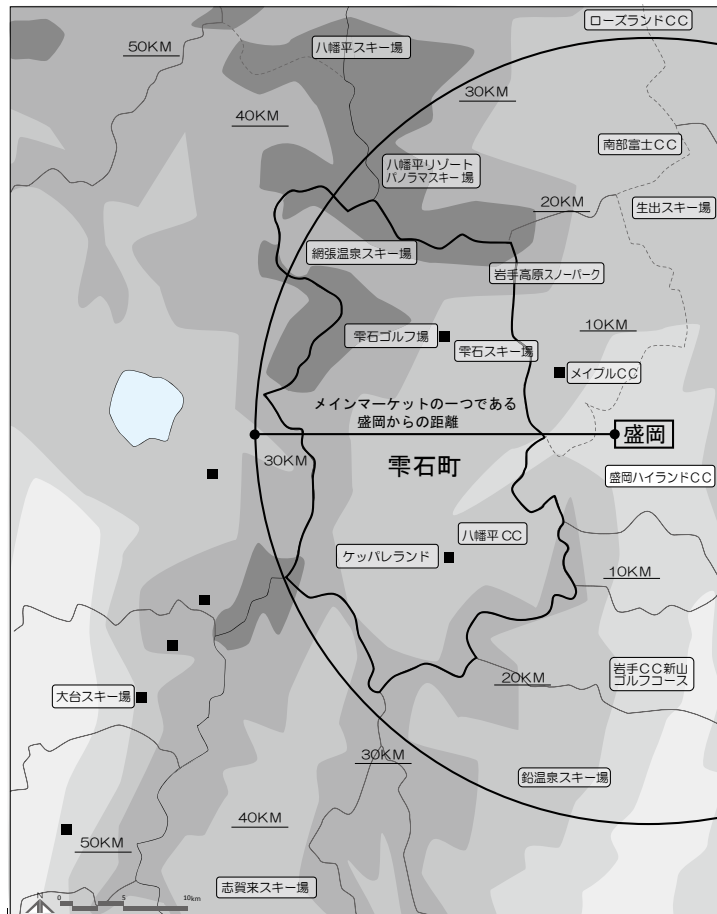 ローズランドCC
50KM
八幡平スキー場
30KM
40KM
南部富士CC
八幡平リゾート
パノラマスキー場
20KM
生出スキー場
網張温泉スキー場
岩手高原スノーパーク
10KM
雫石ゴルフ場
雫石スキー場
メイプルCC
メインマーケットの一つである
盛岡からの距離
盛岡
30KM
雫石町
盛岡ハイランドCC
八幡平CC
ケッパレランド
10KM
岩手CC新山
ゴルフコース
20KM
大台スキー場
30KM
鉛温泉スキー場
40KM
50KM
志賀来スキー場
N
0 5 10km